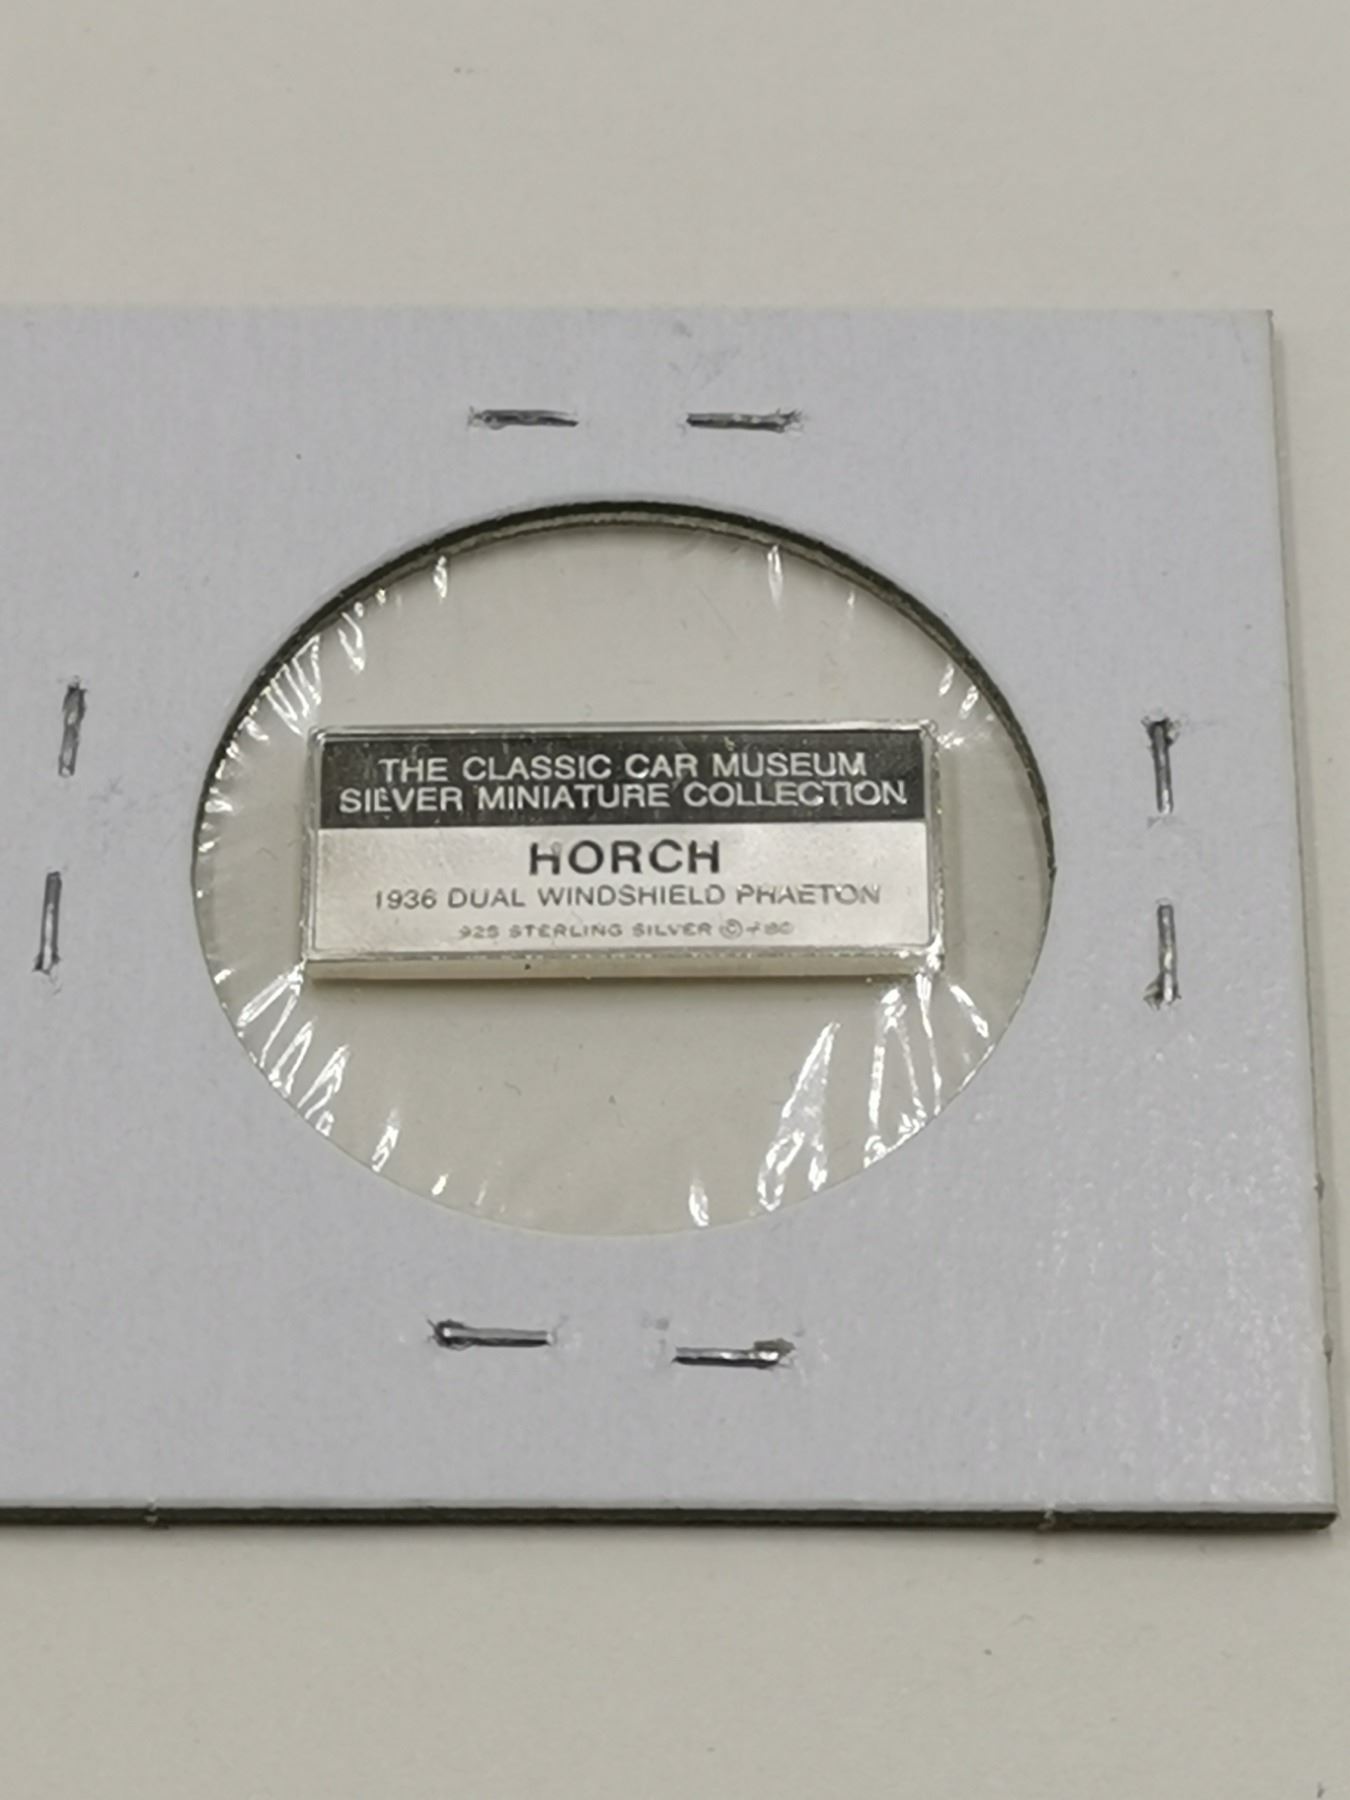 THE CLASSIC CAR MUSEUM
SILVER MINIATURE COLLECTION
HORCH
1936 DUAL WINDSHIELD PHAETON
.925 STERLING SILVER ©